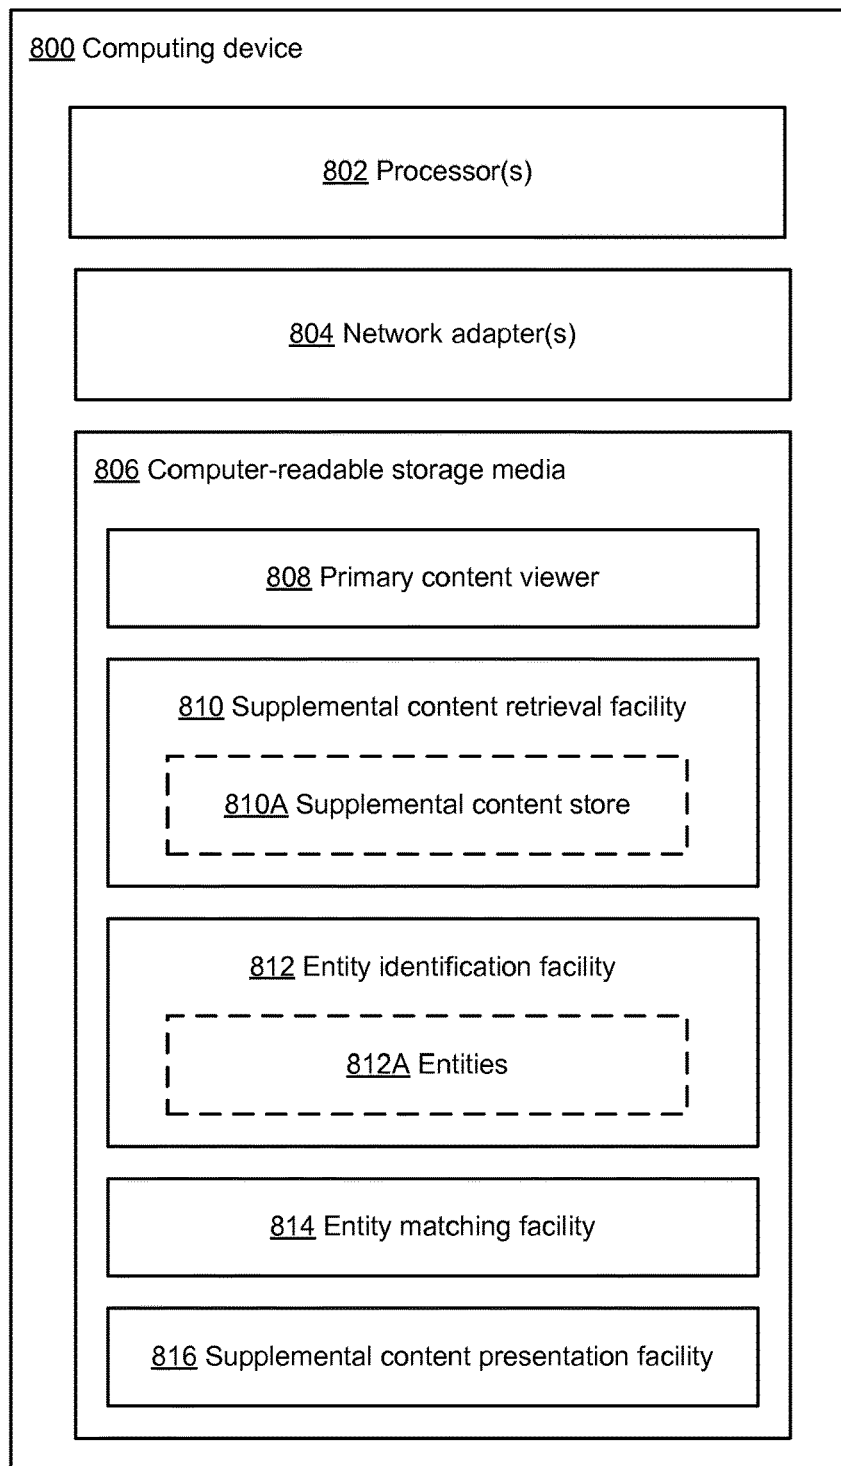 800 Computing device
802 Processor(s)
804 Network adapter(s)
806 Computer-readable storage media
808 Primary content viewer
810 Supplemental content retrieval facility
810A Supplemental content store
812 Entity identification facility
812A Entities
814 Entity matching facility
816 Supplemental content presentation facility